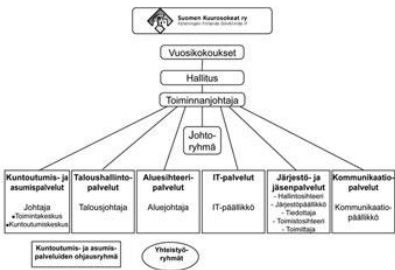 Suomen Kuurosokeat ry
Vuosikokoukset
Hallitus
Toiminnanjohtaja
Johto-
ryhmä
Kuntoutumis- ja
asumispalvelut
Johtaja
•Toimintakeskus
•Kuntoutumiskeskus
Taloushallinto-
palvelut
Talousjohtaja
Aluesihteeri-
palvelut
Aluejohtaja
IT-palvelut
IT-päällikkö
Järjestö- ja
jäsenpalvelut
- Hallintosihteeri
- Järjestöpäällikkö
- Tiedottaja
- Toimistosihteeri
- Toimittaja
Kommunikaatio-
palvelut
Kommunikaatio-
päällikkö
Kuntoutumis- ja asumis-
palveluiden ohjausryhmä
Yhteistyö-
ryhmät